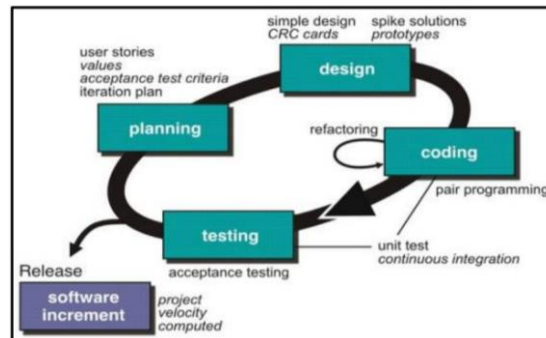 simple design
CRC cards
spike solutions
prototypes
user stories
values
acceptance test criteria
iteration plan
design
planning
refactoring
coding
pair programming
testing
unit test
continuous integration
acceptance testing
Release
software
increment
project
velocity
computed